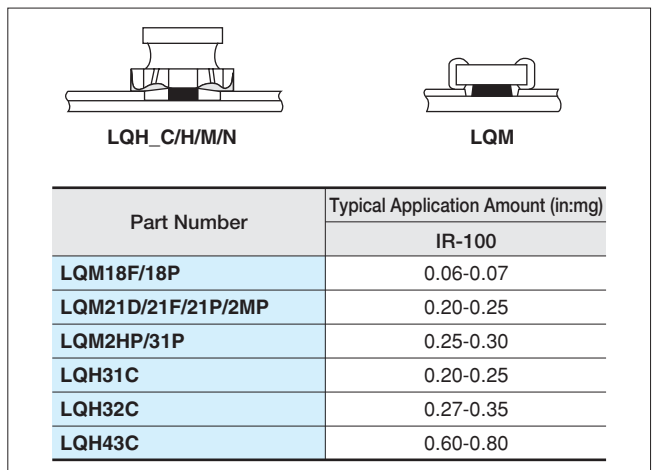 LQH_C/H/M/N LQM
Part Number Typical Application Amount (in:mg)
IR-100
LQM18F/18P 0.06-0.07
LQM21D/21F/21P/2MP 0.20-0.25
LQM2HP/31P 0.25-0.30
LQH31C 0.20-0.25
LQH32C 0.27-0.35
LQH43C 0.60-0.80